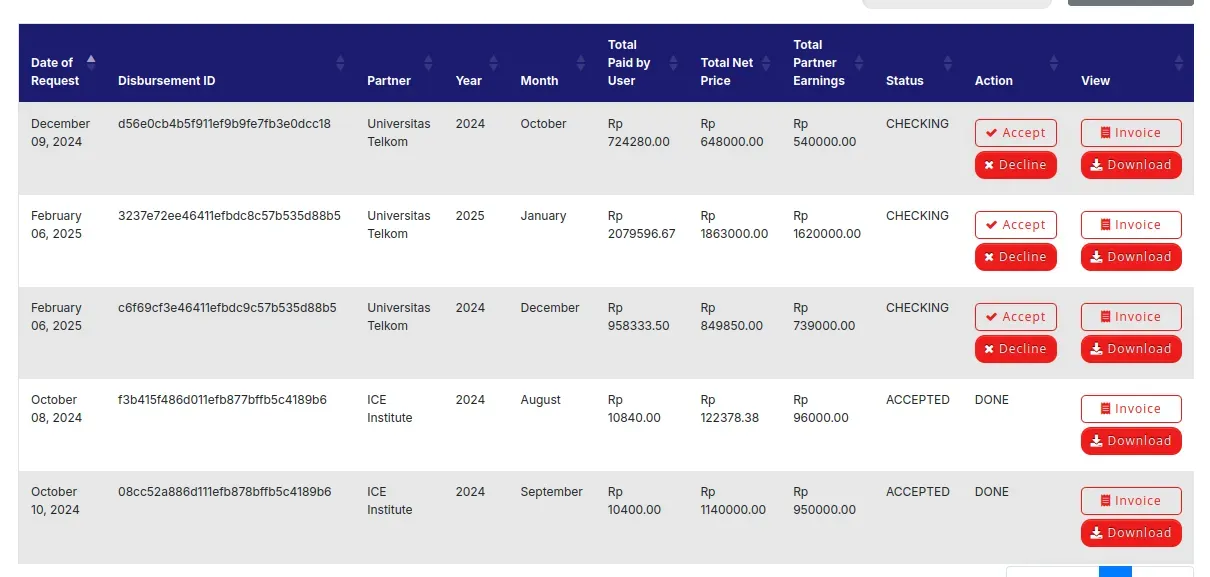 Date of Request
Disbursement ID
Partner
Year
Month
Total Paid by User
Total Net Price
Total Partner Earnings
Status
Action
View
December 09, 2024
d56e0cb4b5f911ef9b9fe7fb3e0dcc18
Universitas Telkom
2024
October
Rp 724280.00
Rp 648000.00
Rp 540000.00
CHECKING
Accept
Decline
Invoice
Download
February 06, 2025
3237e72ee46411efbdc8c57b535d88b5
Universitas Telkom
2025
January
Rp 2079596.67
Rp 1863000.00
Rp 1620000.00
CHECKING
Accept
Decline
Invoice
Download
February 06, 2025
c6f69cf3e46411efbdc9c57b535d88b5
Universitas Telkom
2024
December
Rp 958333.50
Rp 849850.00
Rp 739000.00
CHECKING
Accept
Decline
Invoice
Download
October 08, 2024
f3b415f486d011efb877bffb5c4189b6
ICE Institute
2024
August
Rp 10840.00
Rp 122378.38
Rp 96000.00
ACCEPTED
DONE
Invoice
Download
October 10, 2024
08cc52a886d111efb878bffb5c4189b6
ICE Institute
2024
September
Rp 10400.00
Rp 1140000.00
Rp 950000.00
ACCEPTED
DONE
Invoice
Download